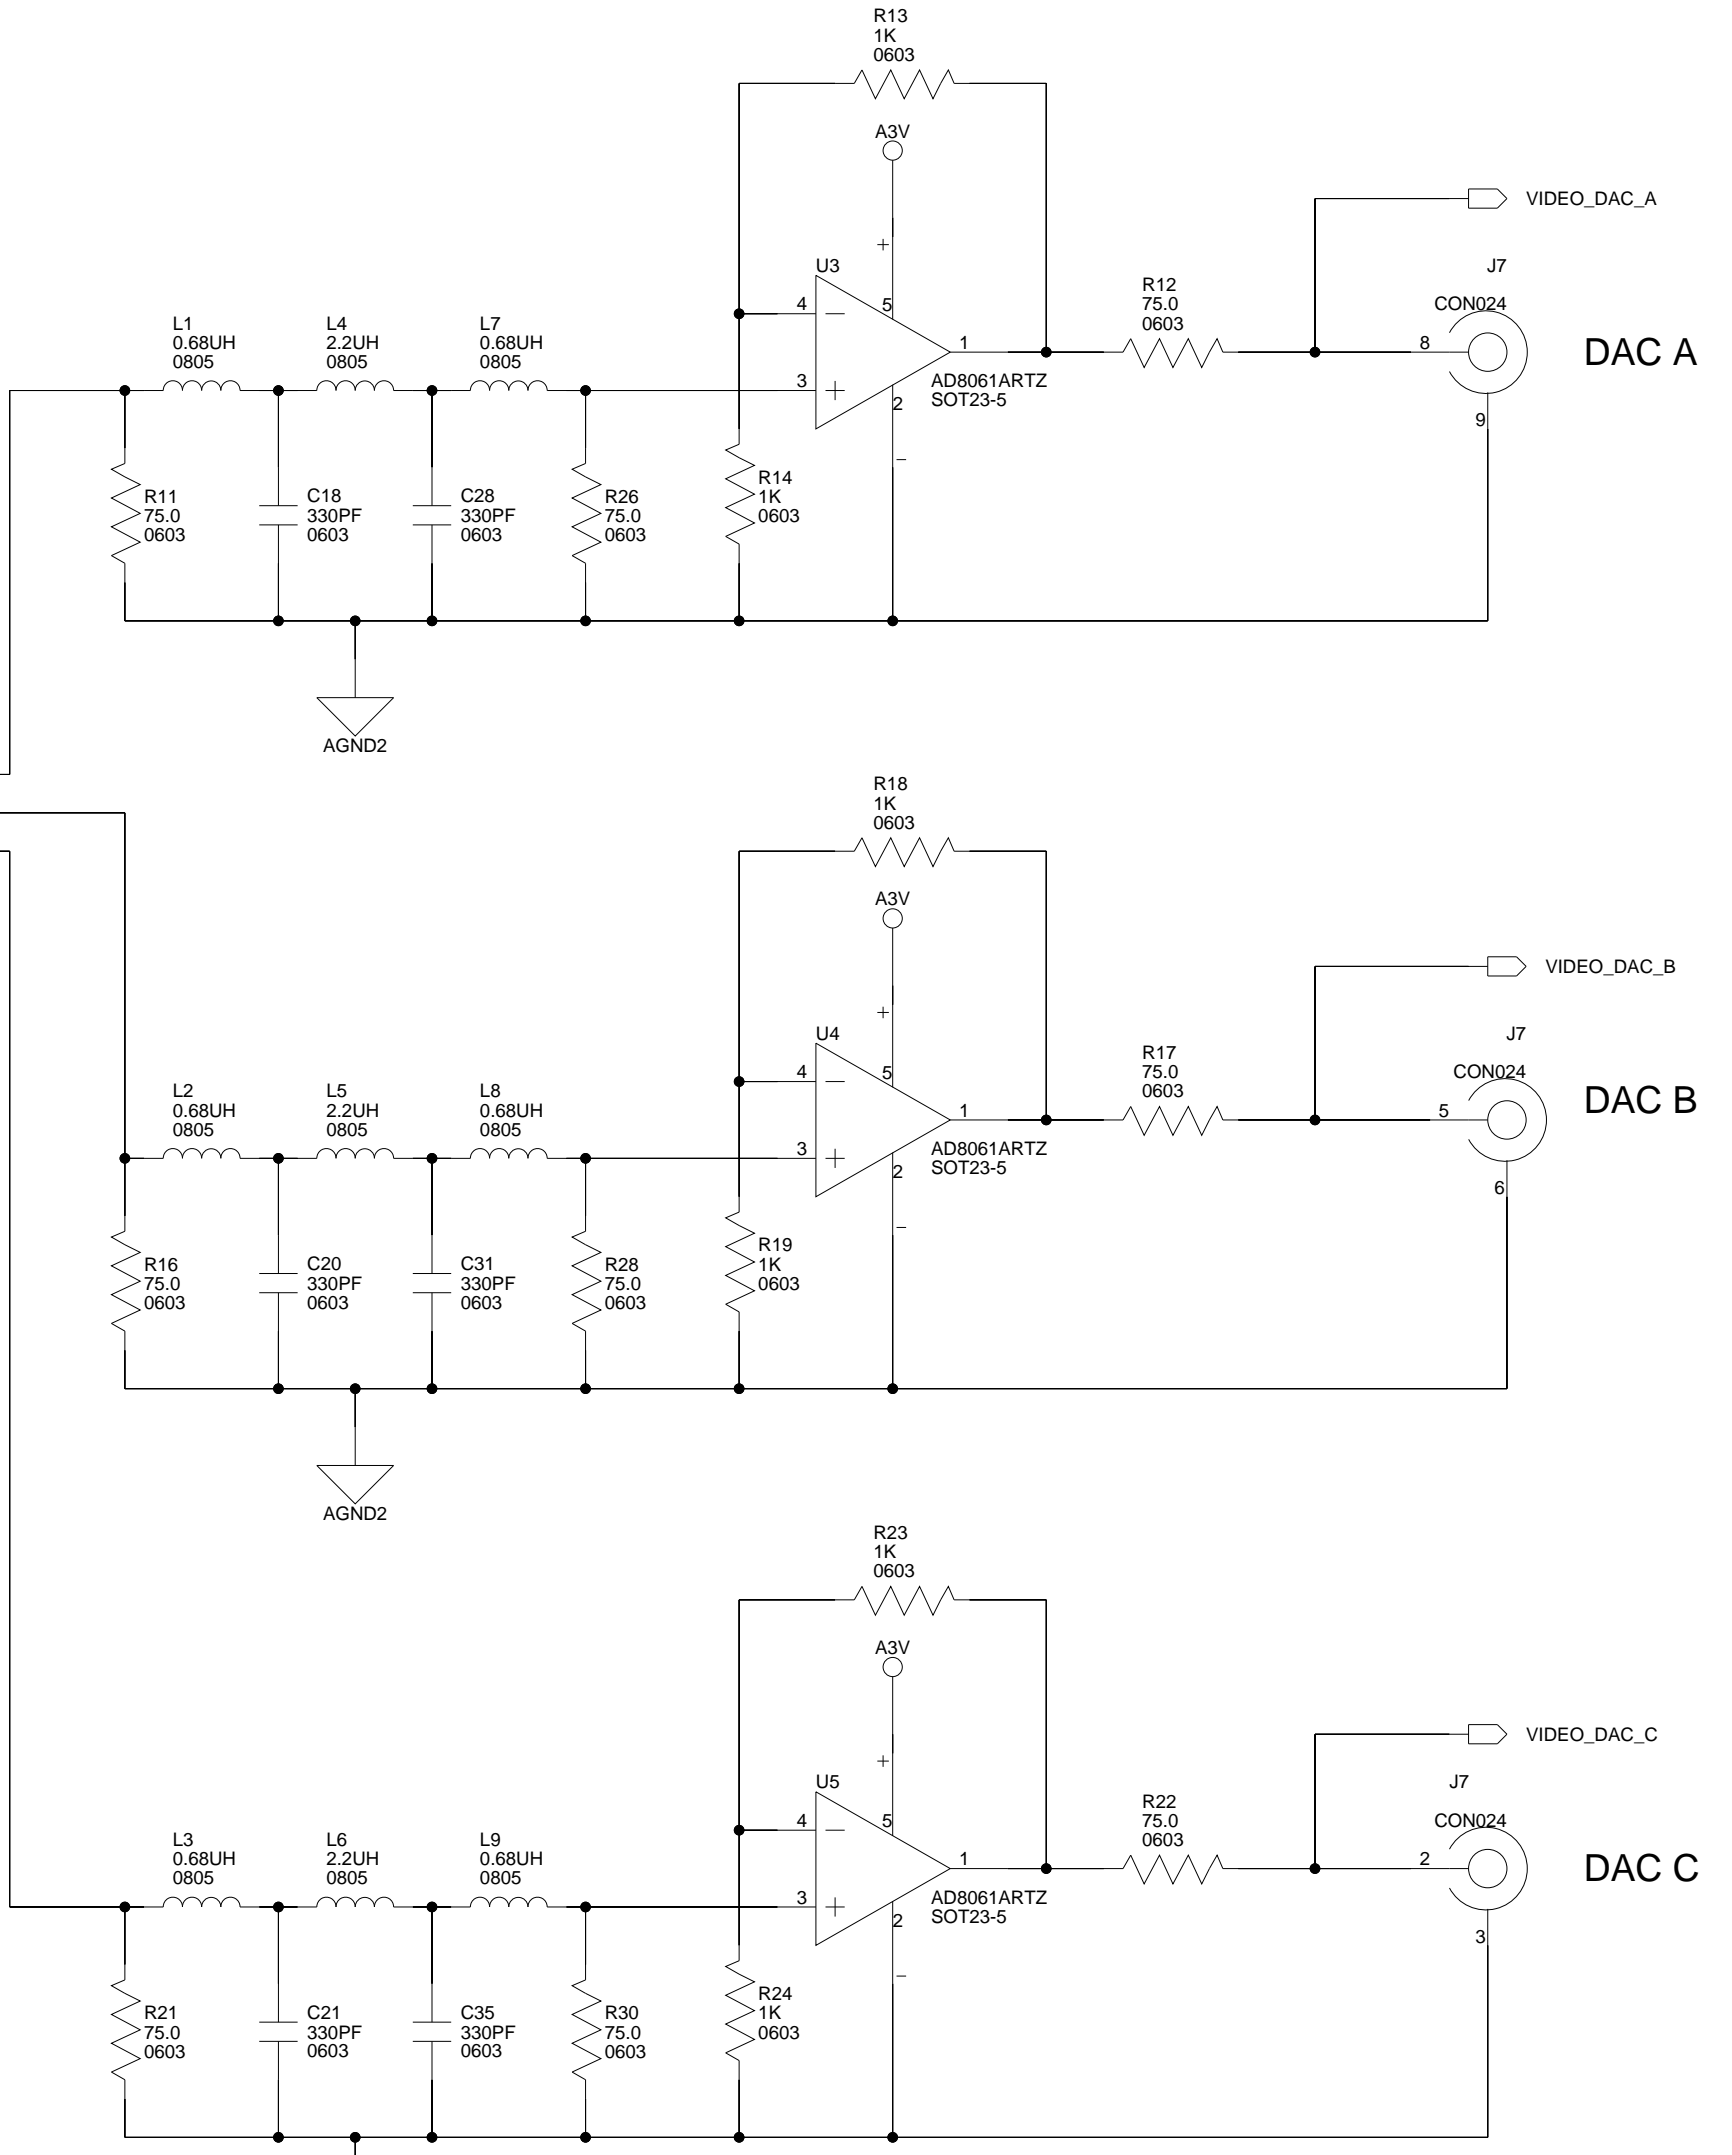 R13
1K
0603
A3V
VIDEO_DAC_A
U3
+
5
4
−
3
+
1
2
−
AD8061ARTZ
SOT23-5
R12
75.0
0603
J7
CON024
8
9
DAC A
L1
0.68UH
0805
L4
2.2UH
0805
L7
0.68UH
0805
R11
75.0
0603
C18
330PF
0603
C28
330PF
0603
R26
75.0
0603
R14
1K
0603
AGND2
R18
1K
0603
A3V
VIDEO_DAC_B
U4
+
5
4
−
3
+
1
2
−
AD8061ARTZ
SOT23-5
R17
75.0
0603
J7
CON024
5
6
DAC B
L2
0.68UH
0805
L5
2.2UH
0805
L8
0.68UH
0805
R16
75.0
0603
C20
330PF
0603
C31
330PF
0603
R28
75.0
0603
R19
1K
0603
AGND2
R23
1K
0603
A3V
VIDEO_DAC_C
U5
+
5
4
−
3
+
1
2
−
AD8061ARTZ
SOT23-5
R22
75.0
0603
J7
CON024
2
3
DAC C
L3
0.68UH
0805
L6
2.2UH
0805
L9
0.68UH
0805
R21
75.0
0603
C21
330PF
0603
C35
330PF
0603
R30
75.0
0603
R24
1K
0603